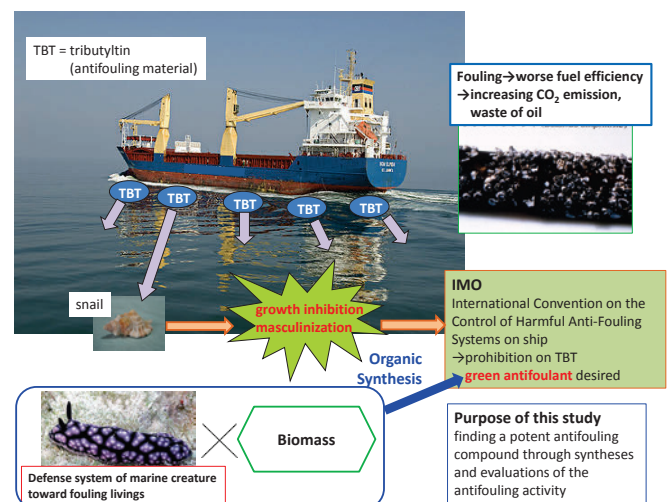 TBT = tributyltin
(antifouling material)
Fouling→worse fuel efficiency
→increasing CO₂ emission,
waste of oil
TBT
TBT
TBT
TBT
TBT
snail
growth inhibition
masculinization
IMO
International Convention on the
Control of Harmful Anti-Fouling
Systems on ship
→prohibition on TBT
green antifoulant desired
Organic
Synthesis
Biomass
Defense system of marine creature
toward fouling livings
Purpose of this study
finding a potent antifouling
compound through syntheses
and evaluations of the
antifouling activity